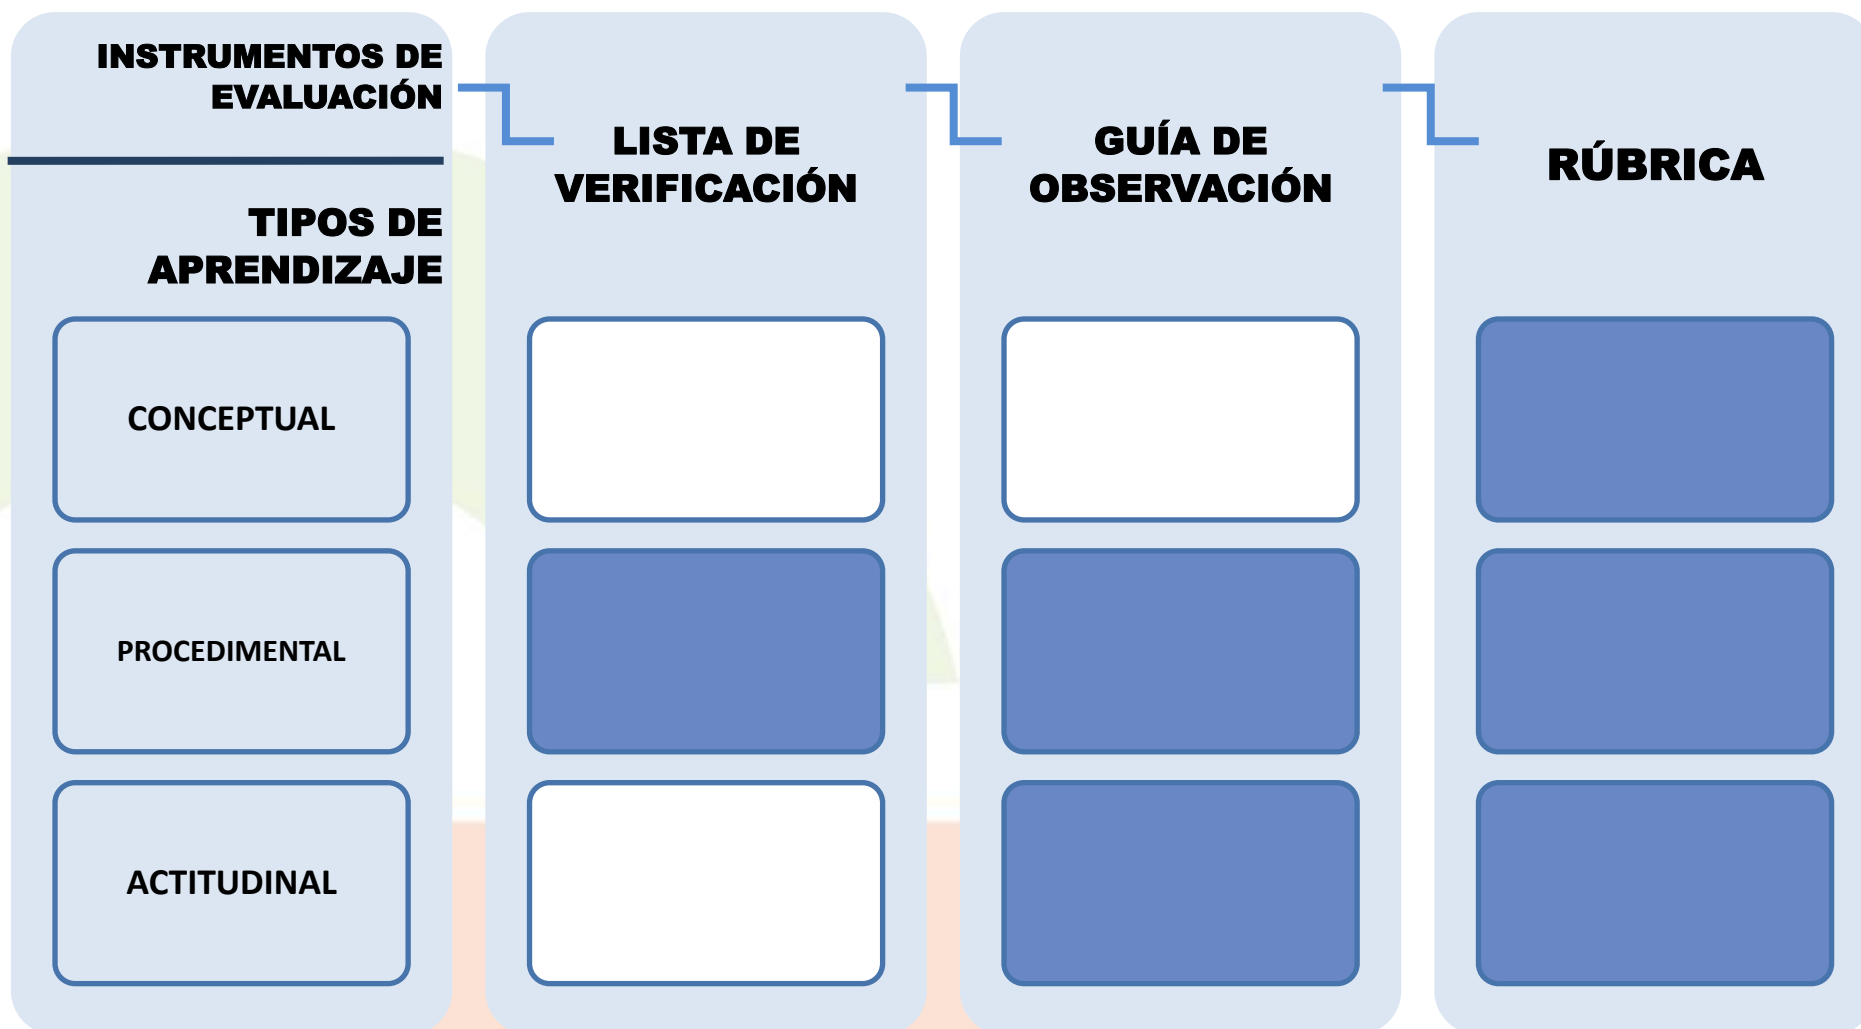 INSTRUMENTOS DE
EVALUACIÓN
TIPOS DE
APRENDIZAJE
LISTA DE
VERIFICACIÓN
GUÍA DE
OBSERVACIÓN
RÚBRICA
CONCEPTUAL
PROCEDIMENTAL
ACTITUDINAL